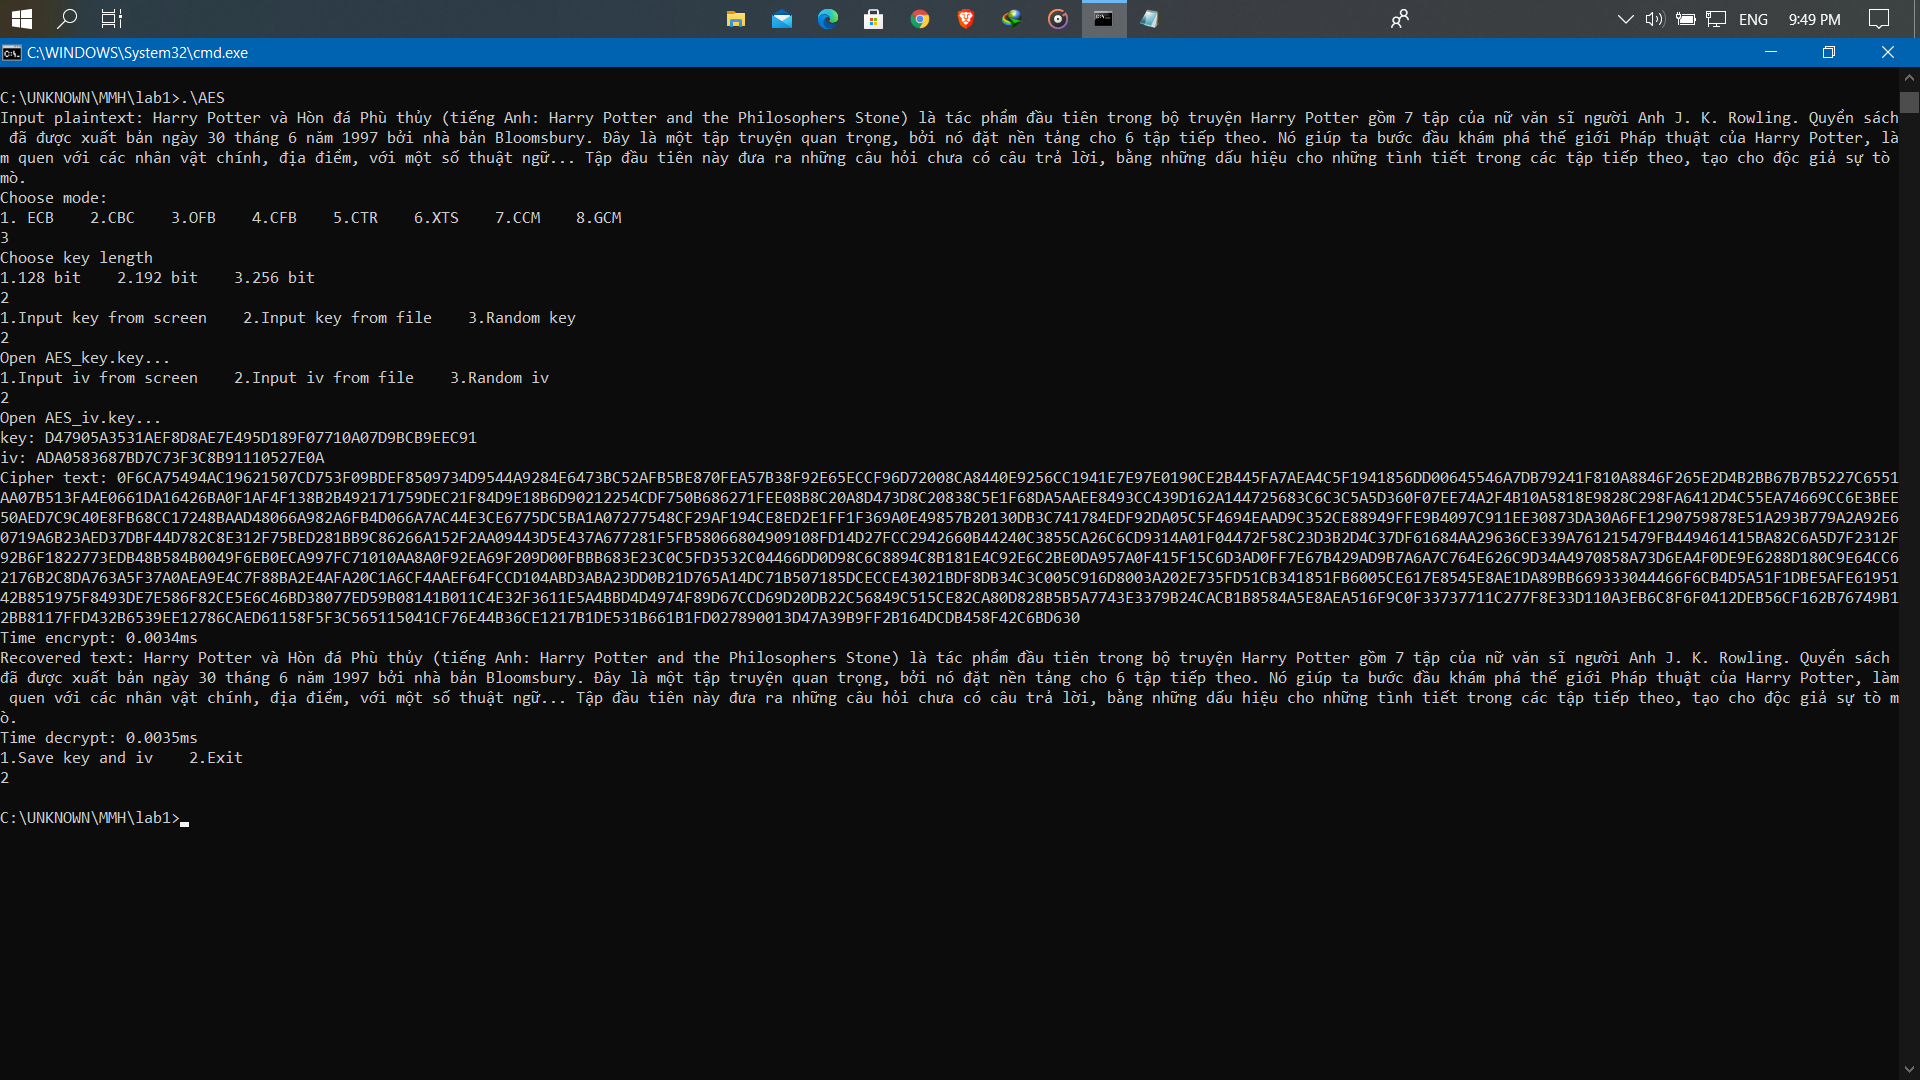 ENG 9:49 PM
C:\WINDOWS\System32\cmd.exe
C:\UNKNOWN\MMH\lab1>.\AES
Input plaintext: Harry Potter và Hòn đá Phù thủy (tiếng Anh: Harry Potter and the Philosophers Stone) là tác phẩm đầu tiên trong bộ truyện Harry Potter gồm 7 tập của nữ văn sĩ người Anh J. K. Rowling. Quyển sách
 đã được xuất bản ngày 30 tháng 6 năm 1997 bởi nhà bản Bloomsbury. Đây là một tập truyện quan trọng, bởi nó đặt nền tảng cho 6 tập tiếp theo. Nó giúp ta bước đầu khám phá thế giới Pháp thuật của Harry Potter, là
m quen với các nhân vật chính, địa điểm, với một số thuật ngữ... Tập đầu tiên này đưa ra những câu hỏi chưa có câu trả lời, bằng những dấu hiệu cho những tình tiết trong các tập tiếp theo, tạo cho độc giả sự tò
mò.
Choose mode:
1. ECB    2.CBC    3.OFB    4.CFB    5.CTR    6.XTS    7.CCM    8.GCM
3
Choose key length
1.128 bit    2.192 bit    3.256 bit
2
1.Input key from screen    2.Input key from file    3.Random key
2
Open AES_key.key...
1.Input iv from screen    2.Input iv from file    3.Random iv
2
Open AES_iv.key...
key: D47905A3531AEF8D8AE7E495D189F07710A07D9BCB9EEC91
iv: ADA0583687BD7C73F3C8B91110527E0A
Cipher text: 0F6CA75494AC19621507CD753F09BDEF8509734D9544A9284E6473BC52AFB5BE870FEA57B38F92E65ECCF96D72008CA8440E9256CC1941E7E97E0190CE2B445FA7AEA4C5F1941856DD00645546A7DB79241F810A8846F265E2D4B2BB67B7B5227C6551
AA07B513FA4E0661DA16426BA0F1AF4F138B2B492171759DEC21F84D9E18B6D90212254CDF750B686271FEE08B8C20A8D473D8C20838C5E1F68DA5AAEE8493CC439D162A144725683C6C3C5A5D360F07EE74A2F4B10A5818E9828C298FA6412D4C55EA74669CC6E3BEE
50AED7C9C40E8FB68CC17248BAAD48066A982A6FB4D066A7AC44E3CE6775DC5BA1A07277548CF29AF194CE8ED2E1FF1F369A0E49857B20130DB3C741784EDF92DA05C5F4694EAAD9C352CE88949FFE9B4097C911EE30873DA30A6FE1290759878E51A293B779A2A92E6
0719A6B23AED37DBF44D782C8E312F75BED281BB9C86266A152F2AA09443D5E437A677281F5FB58066804909108FD14D27FCC2942660B44240C3855CA26C6CD9314A01F04472F58C23D3B2D4C37DF61684AA29636CE339A761215479FB449461415BA82C6A5D7F2312F
92B6F1822773EDB48B584B0049F6EB0ECA997FC71010AA8A0F92EA69F209D00FBBB683E23C0C5FD3532C04466DD0D98C6C8894C8B181E4C92E6C2BE0DA957A0F415F15C6D3AD0FF7E67B429AD9B7A6A7C764E626C9D34A4970858A73D6EA4F0DE9E6288D180C9E64CC6
2176B2C8DA763A5F37A0AEA9E4C7F88BA2E4AFA20C1A6CF4AAEF64FCCD104ABD3ABA23DD0B21D765A14DC71B507185DCECCE43021BDF8DB34C3C005C916D8003A202E735FD51CB341851FB6005CE617E8545E8AE1DA89BB669333044466F6CB4D5A51F1DBE5AFE61951
42B851975F8493DE7E586F82CE5E6C46BD38077ED59B08141B011C4E32F3611E5A4BBD4D4974F89D67CCD69D20DB22C56849C515CE82CA80D828B5B5A7743E3379B24CACB1B8584A5E8AEA516F9C0F33737711C277F8E33D110A3EB6C8F6F0412DEB56CF162B76749B1
2BB8117FFD432B6539EE12786CAED61158F5F3C565115041CF76E44B36CE1217B1DE531B661B1FD027890013D47A39B9FF2B164DCDB458F42C6BD630
Time encrypt: 0.0034ms
Recovered text: Harry Potter và Hòn đá Phù thủy (tiếng Anh: Harry Potter and the Philosophers Stone) là tác phẩm đầu tiên trong bộ truyện Harry Potter gồm 7 tập của nữ văn sĩ người Anh J. K. Rowling. Quyển sách
đã được xuất bản ngày 30 tháng 6 năm 1997 bởi nhà bản Bloomsbury. Đây là một tập truyện quan trọng, bởi nó đặt nền tảng cho 6 tập tiếp theo. Nó giúp ta bước đầu khám phá thế giới Pháp thuật của Harry Potter, làm
 quen với các nhân vật chính, địa điểm, với một số thuật ngữ... Tập đầu tiên này đưa ra những câu hỏi chưa có câu trả lời, bằng những dấu hiệu cho những tình tiết trong các tập tiếp theo, tạo cho độc giả sự tò m
ò.
Time decrypt: 0.0035ms
1.Save key and iv    2.Exit
2
C:\UNKNOWN\MMH\lab1>